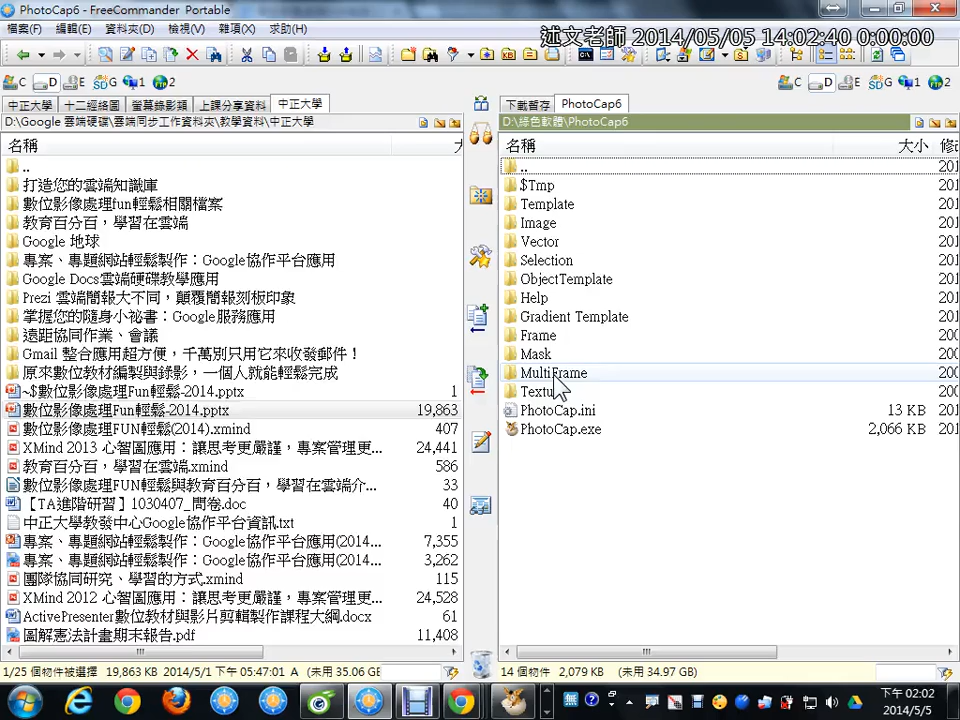 PhotoCap6 - FreeCommander Portable
檔案(F) 編輯(E) 資料夾(D) 檢視(V) 雜項(X) 求助(H)
述文老師 2014/05/05 14:02:40 0:00:00
C D E G 1 2
C D E G 1 2
中正大學 十二經絡圖 螢幕錄影類 上課分享資料 中正大學
下載暫存 PhotoCap6
D:\Google 雲端硬碟\雲端同步工作資料夾\教學資料\中正大學
D:\綠色軟體\PhotoCap6
名稱
..
打造您的雲端知識庫
數位影像處理fun輕鬆相關檔案
教育百分百，學習在雲端
Google 地球
專案、專題網站輕鬆製作：Google協作平台應用
Google Docs雲端硬碟教學應用
Prezi 雲端簡報大不同，顛覆簡報刻板印象
掌握您的隨身小祕書：Google服務應用
遠距協同作業、會議
Gmail 整合應用超方便，千萬別只用它來收發郵件！
原來數位教材編製與錄影，一個人就能輕鬆完成
~$數位影像處理Fun輕鬆-2014.pptx 1
數位影像處理Fun輕鬆-2014.pptx 19,863
數位影像處理FUN輕鬆(2014).xmind 407
XMind 2013 心智圖應用：讓思考更嚴謹，專案管理更... 24,441
教育百分百，學習在雲端.xmind 586
數位影像處理FUN輕鬆與教育百分百，學習在雲端介... 33
【TA進階研習】1030407_問卷.doc 40
中正大學教發中心Google協作平台資訊.txt 1
專案、專題網站輕鬆製作：Google協作平台應用(2014... 7,355
專案、專題網站輕鬆製作：Google協作平台應用(2014... 3,262
團隊協同研究、學習的方式.xmind 115
XMind 2012 心智圖應用：讓思考更嚴謹，專案管理更... 24,528
ActivePresenter數位教材與影片剪輯製作課程大綱.docx 61
圖解憲法計畫期末報告.pdf 11,408
名稱 大小 修
.. 201
$Tmp 201
Template 201
Image 201
Vector 201
Selection 201
ObjectTemplate 201
Help 201
Gradient Template 201
Frame 201
Mask 201
MultiFrame 201
Textu 201
PhotoCap.ini 13 KB 201
PhotoCap.exe 2,066 KB 201
1/25 個物件被選擇 19,863 KB 2014/5/1 下午 05:47:01 A (未用 35.06 GB
14 個物件 2,079 KB (未用 34.97 GB)
下午 02:02
2014/5/5